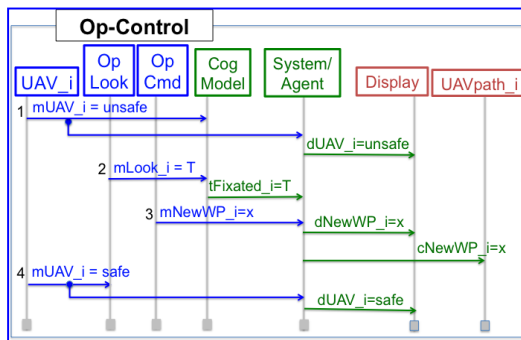 Op-Control
UAV_i
Op
Look
Op
Cmd
Cog
Model
System/
Agent
Display
UAVpath_i
1 mUAV_i = unsafe
dUAV_i=unsafe
2 mLook_i = T
tFixated_i=T
3 mNewWP_i=x
dNewWP_i=x
cNewWP_i=x
4 mUAV_i = safe
dUAV_i=safe